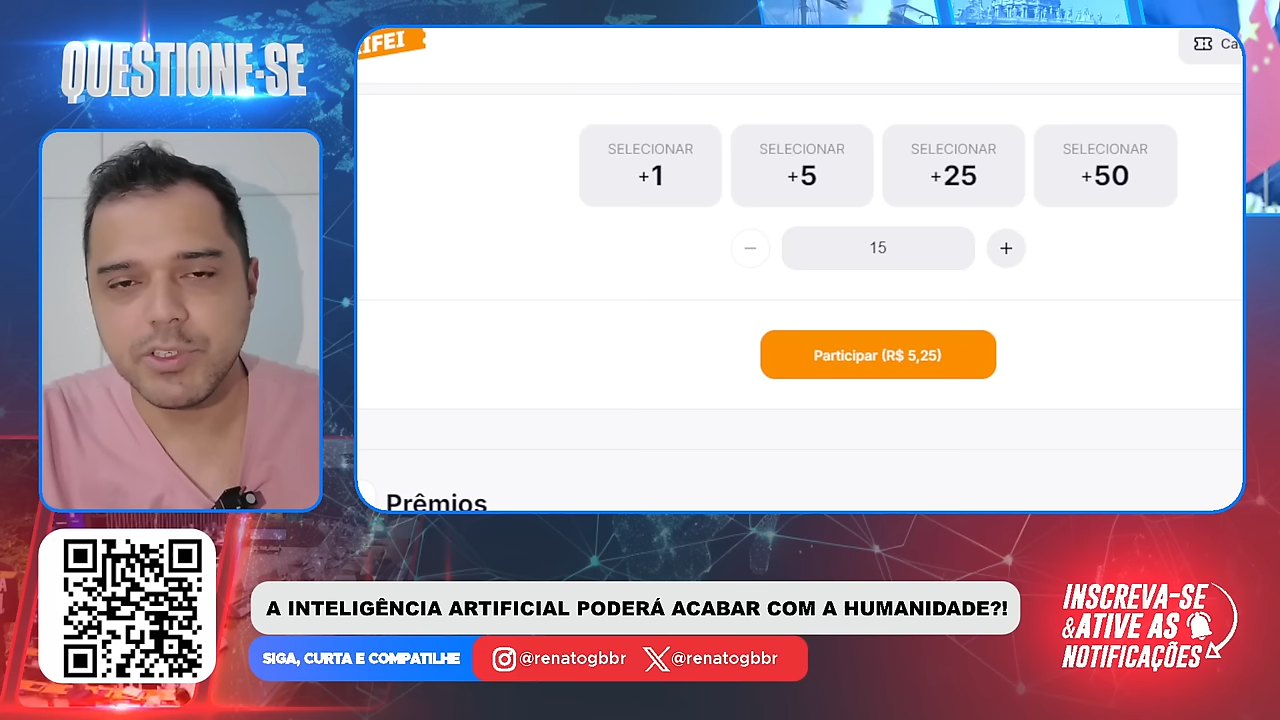 QUESTIONE-SE
IFEI
SELECIONAR
+1
SELECIONAR
+5
SELECIONAR
+25
SELECIONAR
+50
−
15
+
Participar (R$ 5,25)
Prêmios
A INTELIGÊNCIA ARTIFICIAL PODERÁ ACABAR COM A HUMANIDADE?!
SIGA, CURTA E COMPATILHE
@renatogbbr
@renatogbbr
INSCREVA-SE
&ATIVE AS
NOTIFICAÇÕES